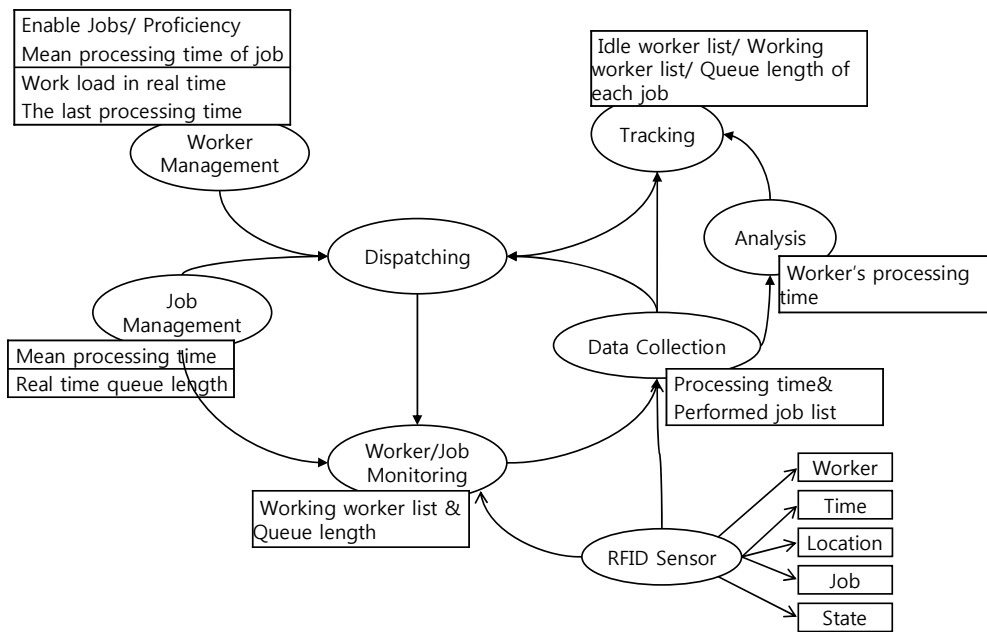 Enable Jobs/ Proficiency
Mean processing time of job
Work load in real time
The last processing time
Worker
Management
Idle worker list/ Working
worker list/ Queue length of
each job
Tracking
Dispatching
Analysis
Worker's processing
time
Job
Management
Mean processing time
Real time queue length
Data Collection
Processing time&
Performed job list
Worker/Job
Monitoring
Working worker list &
Queue length
RFID Sensor
Worker
Time
Location
Job
State